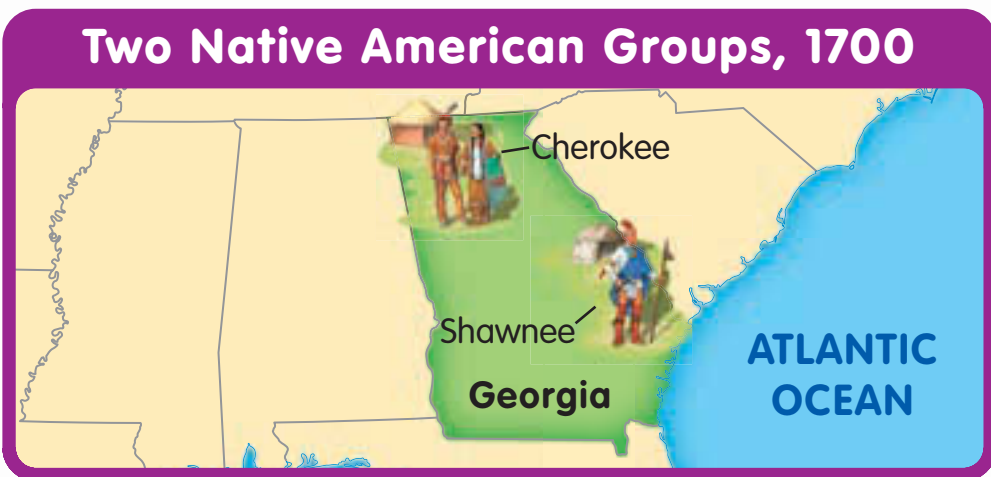 Two Native American Groups, 1700
Cherokee
Shawnee
Georgia
ATLANTIC
OCEAN